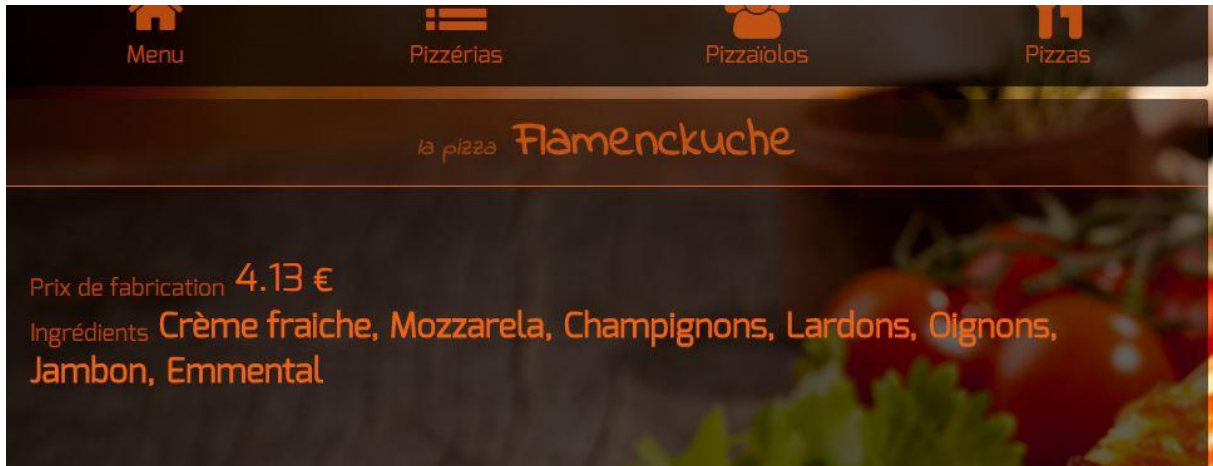 Menu Pizzérias Pizzaïolos Pizzas
la pizza Flamenckuche
Prix de fabrication 4.13 €
Ingrédients Crème fraiche, Mozzarela, Champignons, Lardons, Oignons,
Jambon, Emmental